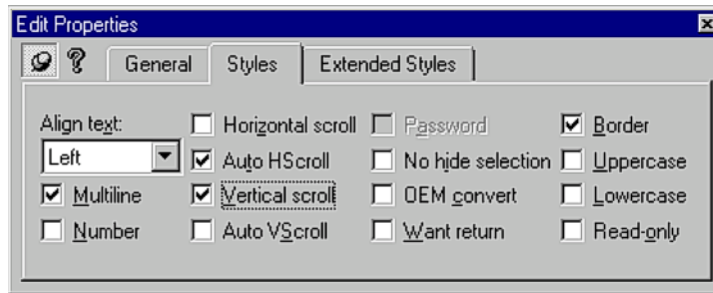 Edit Properties
General Styles Extended Styles
Align text: Horizontal scroll Password Border
Left Auto HScroll No hide selection Uppercase
Multiline Vertical scroll OEM convert Lowercase
Number Auto VScroll Want return Read-only